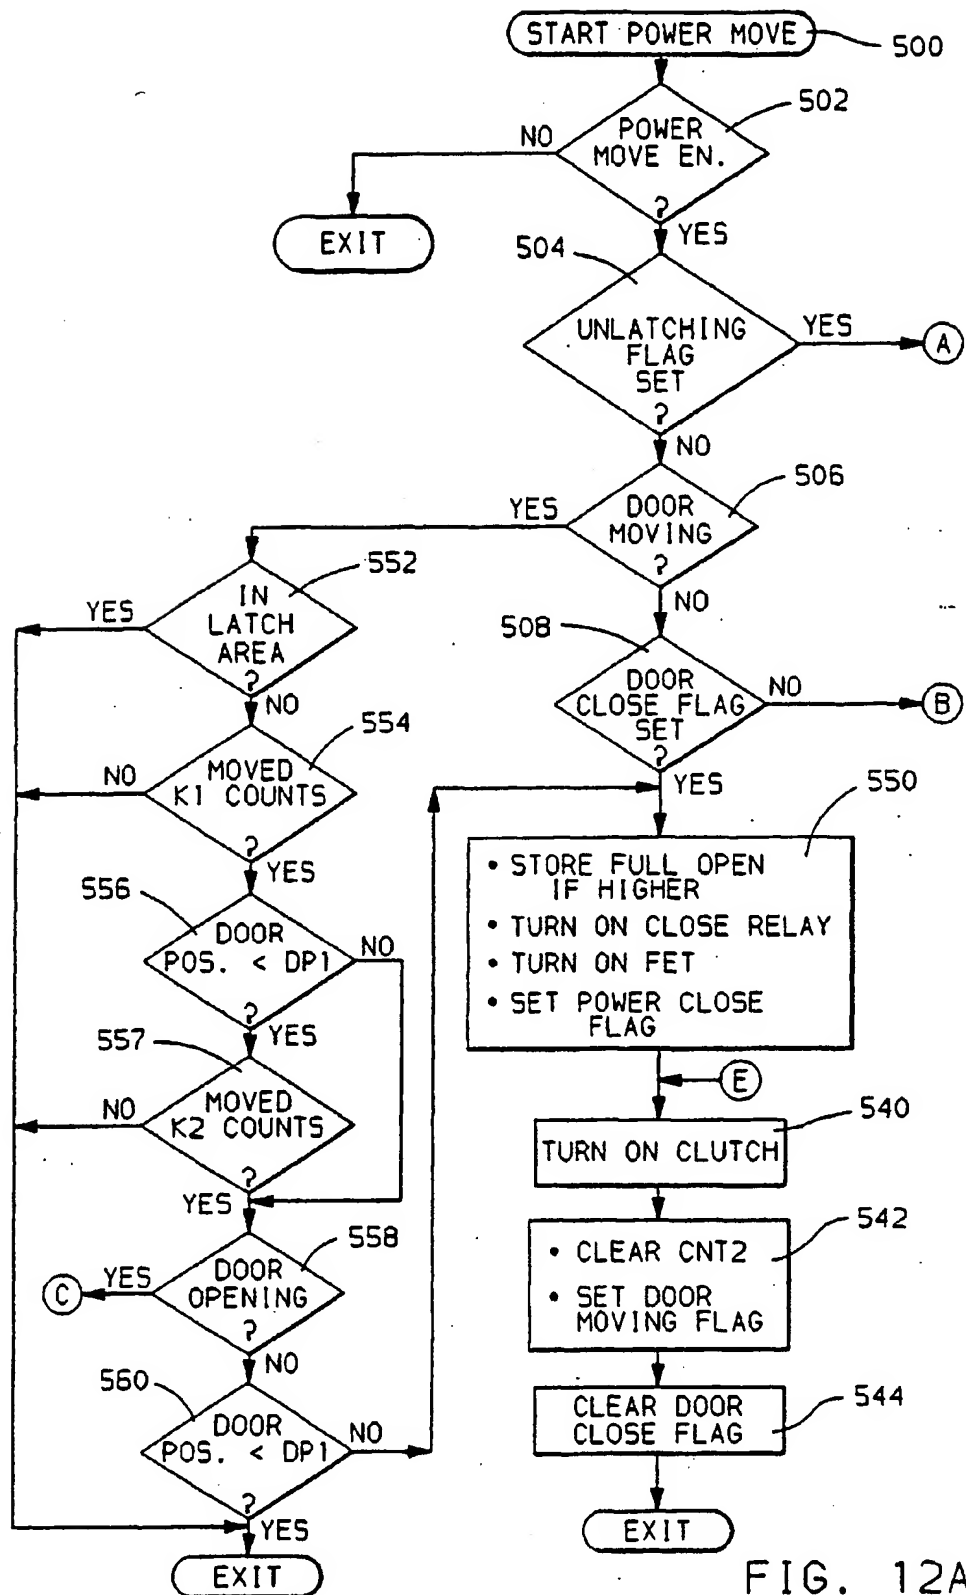 START POWER MOVE
500
POWER
MOVE EN.
?
502
NO
EXIT
YES
504
UNLATCHING
FLAG
SET
?
YES
A
NO
506
DOOR
MOVING
?
YES
NO
552
IN
LATCH
AREA
?
YES
NO
508
DOOR
CLOSE FLAG
SET
?
NO
B
YES
554
MOVED
K1 COUNTS
?
NO
YES
550
• STORE FULL OPEN
IF HIGHER
• TURN ON CLOSE RELAY
• TURN ON FET
• SET POWER CLOSE
FLAG
556
DOOR
POS. < DP1
?
NO
YES
557
MOVED
K2 COUNTS
?
NO
YES
E
540
TURN ON CLUTCH
558
DOOR
OPENING
?
YES
C
NO
542
• CLEAR CNT2
• SET DOOR
MOVING FLAG
560
DOOR
POS. < DP1
?
NO
YES
EXIT
544
CLEAR DOOR
CLOSE FLAG
EXIT
FIG. 12A